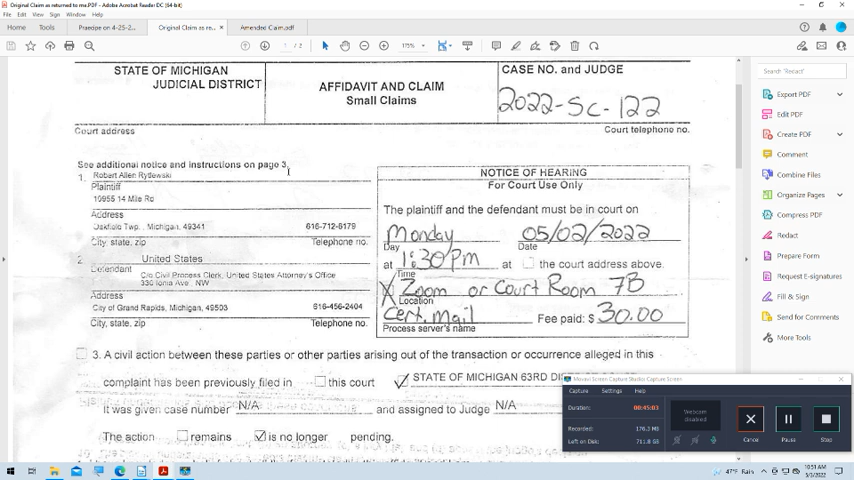 Original Claim as returned to me.PDF - Adobe Acrobat Reader DC (64-bit)
File Edit View Sign Window Help
Home Tools Praedpe on 4-25-2... Original Claim as re... × Amended Claim.pdf
1 / 2 175%
STATE OF MICHIGAN
JUDICIAL DISTRICT
AFFIDAVIT AND CLAIM
Small Claims
CASE NO. and JUDGE
2022-SC-122
Court address
Court telephone no.
See additional notice and instructions on page 3.
1. Robert Allen Rytlewski
Plaintiff
10955 14 Mile Rd
Address
Oakfield Twp., Michigan, 49341 616-712-6179
City, state, zip Telephone no.
2 United States
Defendant
C/o Civil Process Clerk, United States Attorney's Office
330 Ionia Ave., NW
Address
City of Grand Rapids, Michigan, 49503 616-456-2404
City, state, zip Telephone no.
NOTICE OF HEARING
For Court Use Only
The plaintiff and the defendant must be in court on
Monday 05/02/2022
Day Date
at 1:30pm at the court address above.
Time
X Zoom or Court Room 7B
Location
Cert. Mail Fee paid: $ 30.00
Process server's name
3. A civil action between these parties or other parties arising out of the transaction or occurrence alleged in this
complaint has been previously filed in this court STATE OF MICHIGAN 63RD
It was given case number N/A and assigned to Judge N/A
The action remains is no longer pending.
Search 'Redact'
Export PDF
Edit PDF
Create PDF
Comment
Combine Files
Organize Pages
Compress PDF
Redact
Prepare Form
Request E-signatures
Fill & Sign
Send for Comments
More Tools
Movavi Screen Capture Studio Capture Screen
Capture Settings Help
Duration: 00:45:03
Recorded: 176.3 MB
Left on Disk: 711.8 GB
Webcam
disabled
Cancel Pause Stop
47°F Rain
10:51 AM
5/3/2022